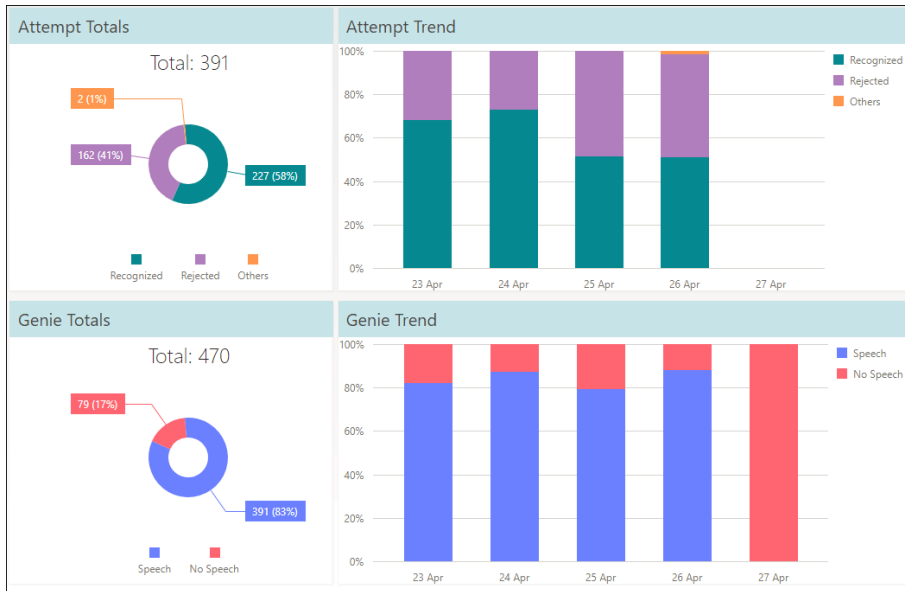 Attempt Totals
Total: 391
2 (1%)
162 (41%)
227 (58%)
Recognized Rejected Others
Attempt Trend
100%
80%
60%
40%
20%
0%
23 Apr 24 Apr 25 Apr 26 Apr 27 Apr
Recognized
Rejected
Others
Genie Totals
Total: 470
79 (17%)
391 (83%)
Speech No Speech
Genie Trend
100%
80%
60%
40%
20%
0%
23 Apr 24 Apr 25 Apr 26 Apr 27 Apr
Speech
No Speech